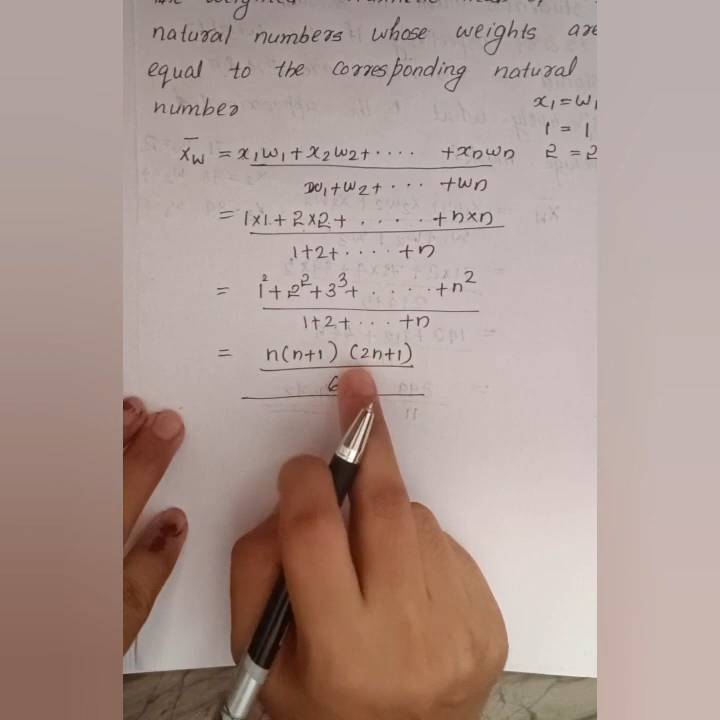 weighted
natural numbers whose weights are
equal to the corresponding natural
number
x₁ = w₁
1 = 1
2 = 2
x̄w = x₁w₁ + x₂w₂ + .... + xnwn
w₁ + w₂ + ... + wn
= 1×1 + 2×2 + ..... + n×n
1+2+ .... + n
= 1² + 2² + 3³ + .... + n²
1+2+ ... + n
= n(n+1) (2n+1)
6